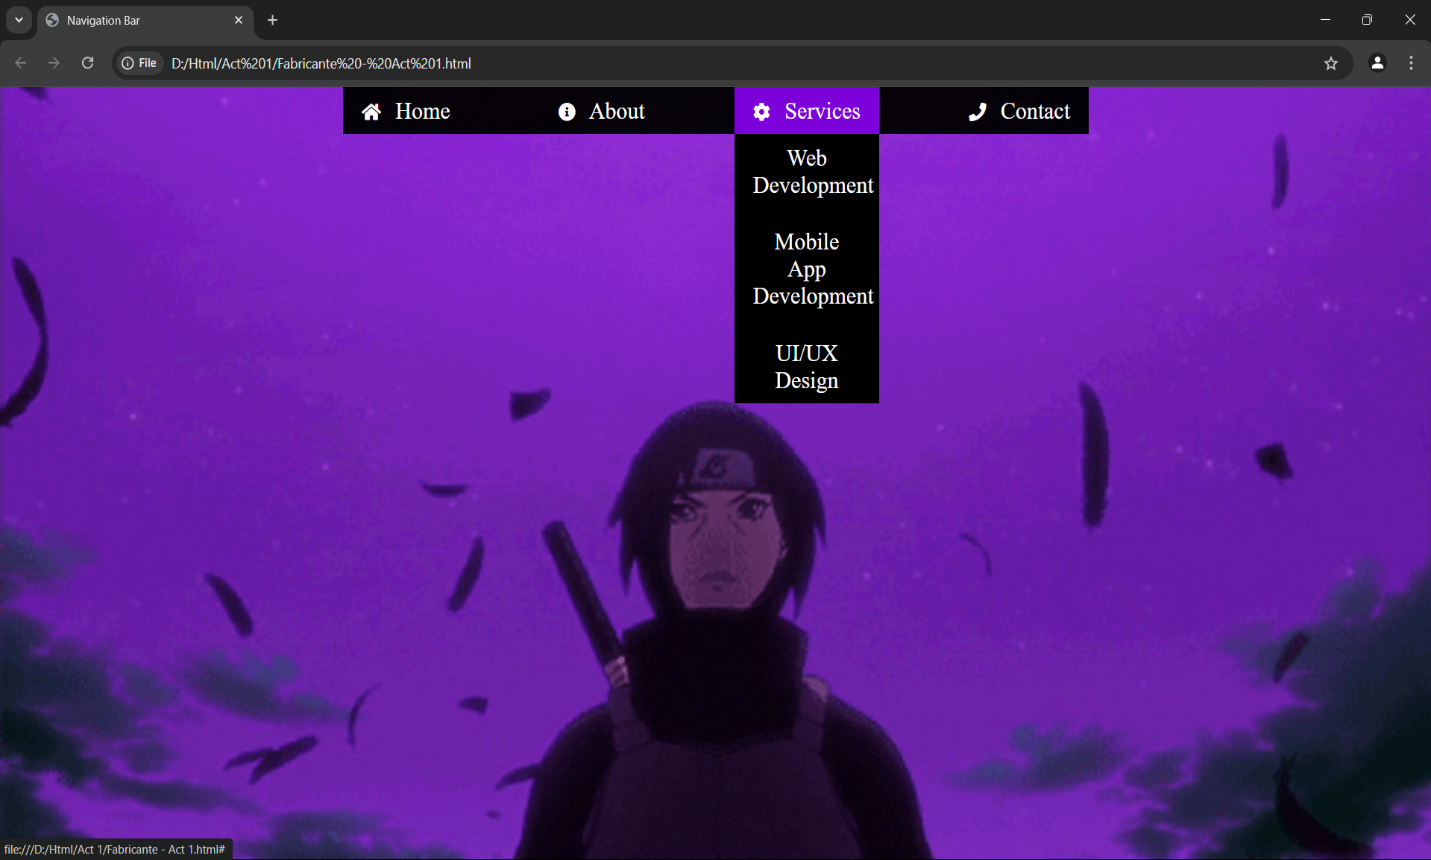 Navigation Bar
File
D:/Html/Act%201/Fabricante%20-%20Act%201.html
Home
About
Services
Contact
Web
Development
Mobile
App
Development
UI/UX
Design
file:///D:/Html/Act 1/Fabricante - Act 1.html#